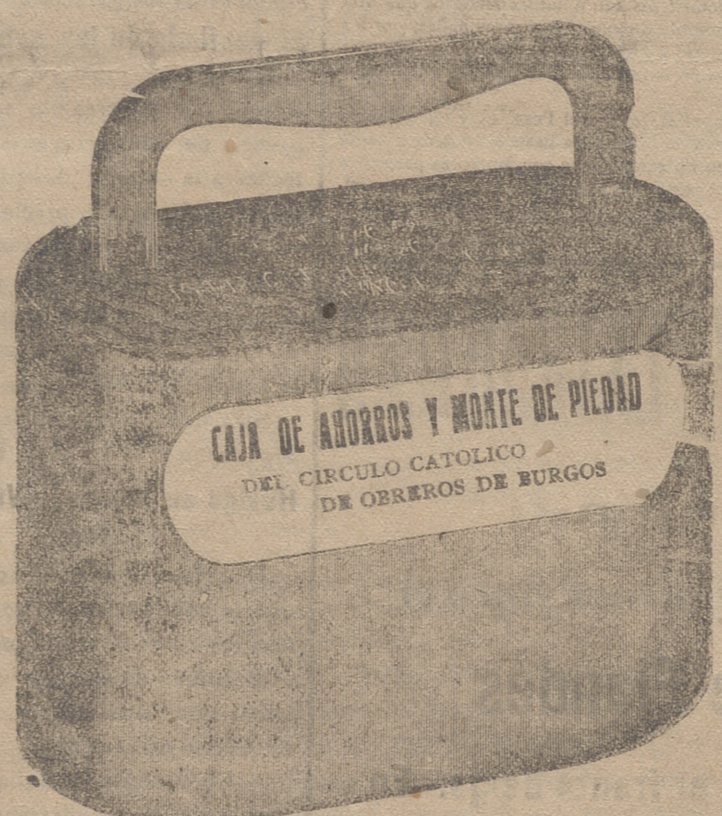 CAJA DE AHORROS Y MONTE DE PIEDAD
DEL CIRCULO CATOLICO
DE OBREROS DE BURGOS